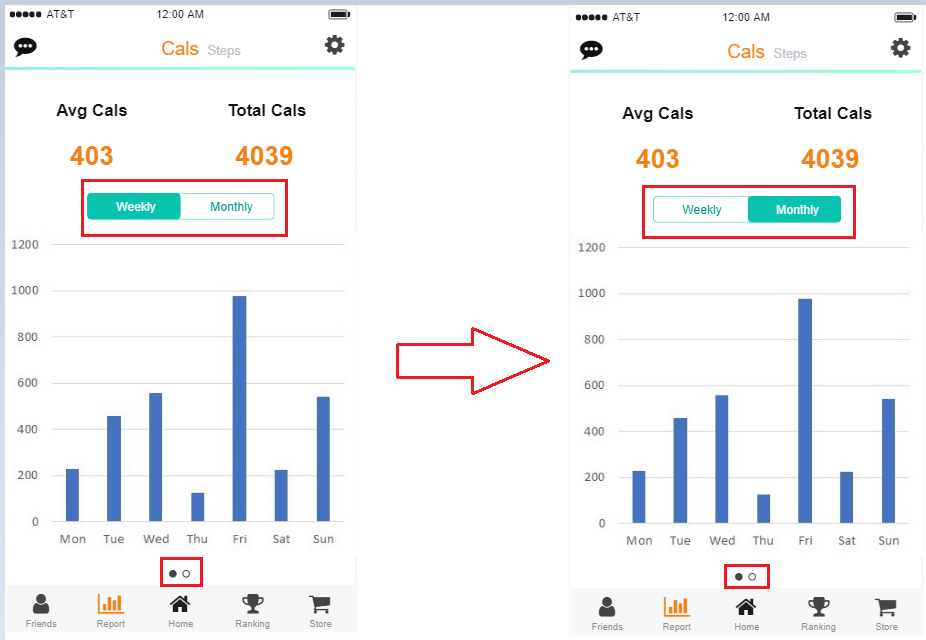 AT&T 12:00 AM
Cals Steps
Avg Cals Total Cals
403 4039
Weekly Monthly
1200
1000
800
600
400
200
0
Mon Tue Wed Thu Fri Sat Sun
Friends Report Home Ranking Store
AT&T 12:00 AM
Cals Steps
Avg Cals Total Cals
403 4039
Weekly Monthly
1200
1000
800
600
400
200
0
Mon Tue Wed Thu Fri Sat Sun
Friends Report Home Ranking Store